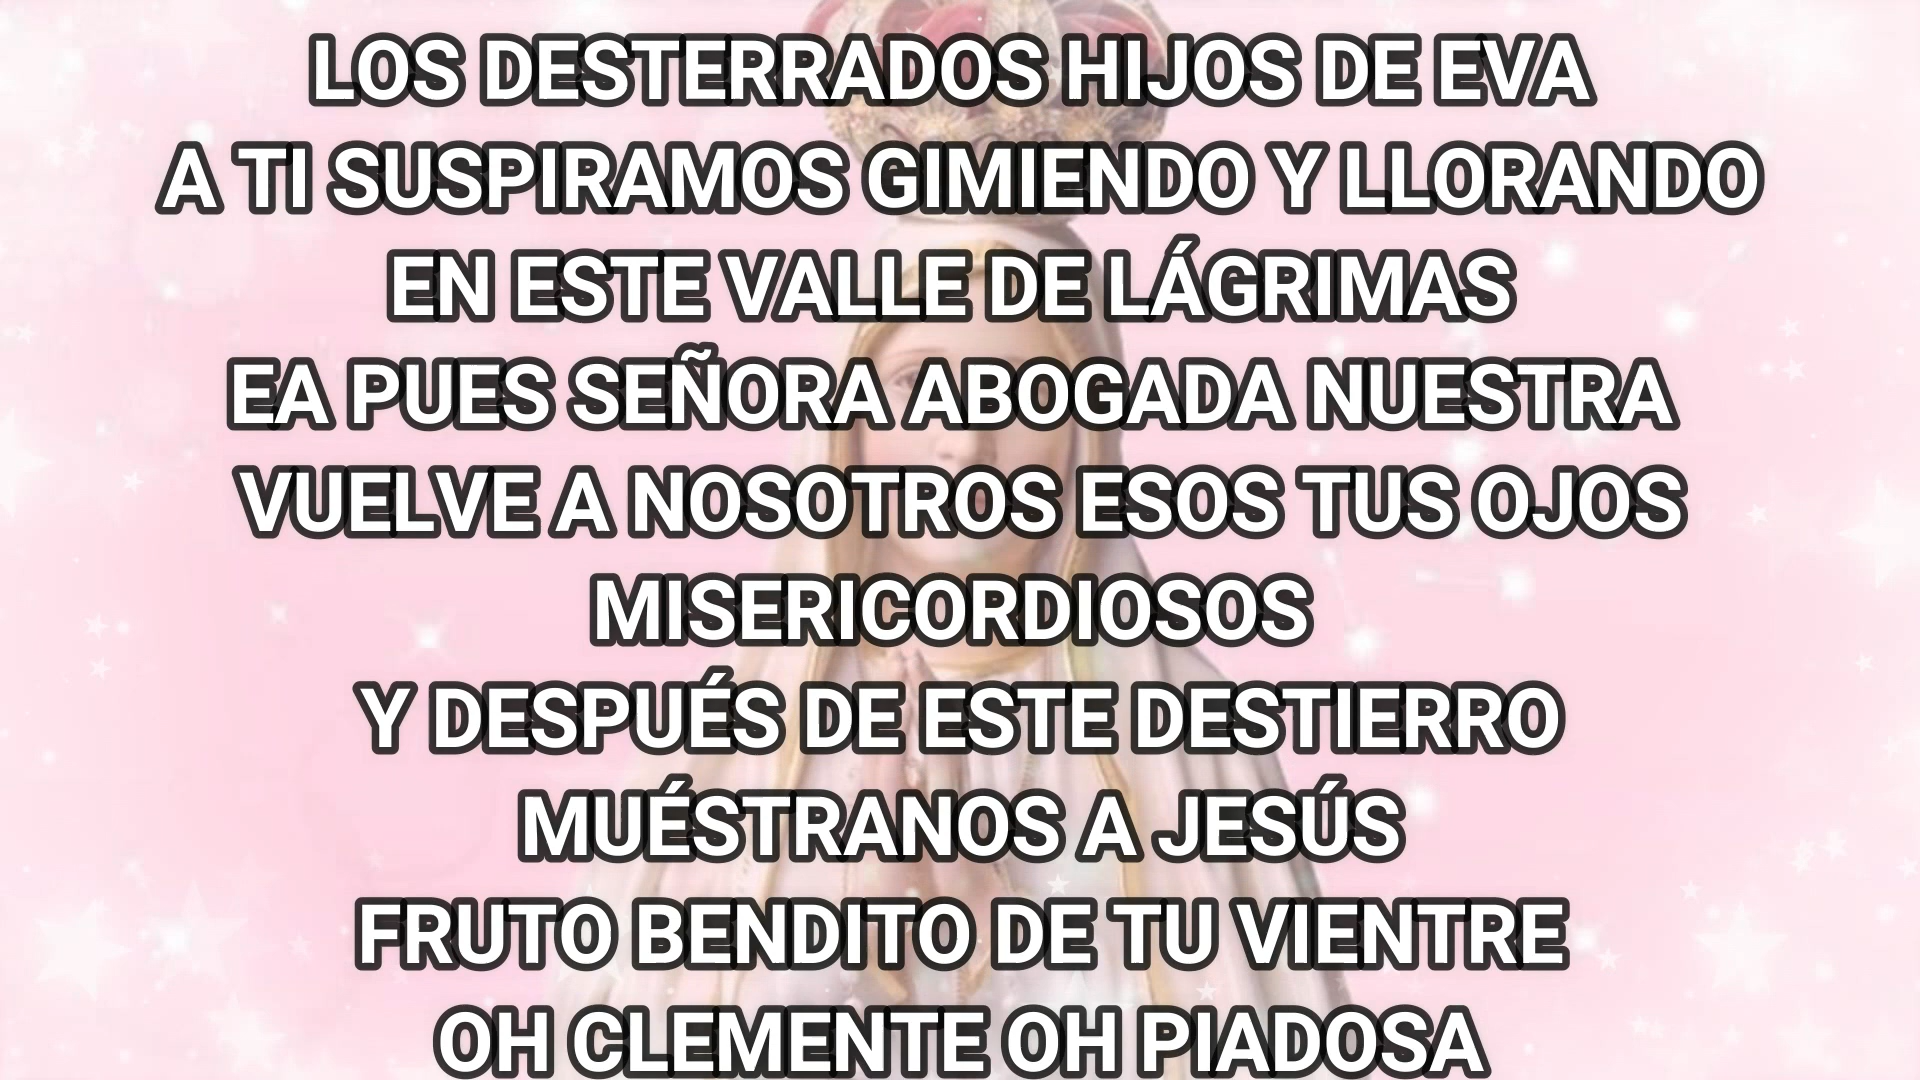 LOS DESTERRADOS HIJOS DE EVA
A TI SUSPIRAMOS GIMIENDO Y LLORANDO
EN ESTE VALLE DE LÁGRIMAS
EA PUES SEÑORA ABOGADA NUESTRA
VUELVE A NOSOTROS ESOS TUS OJOS
MISERICORDIOSOS
Y DESPUÉS DE ESTE DESTIERRO
MUÉSTRANOS A JESÚS
FRUTO BENDITO DE TU VIENTRE
OH CLEMENTE OH PIADOSA